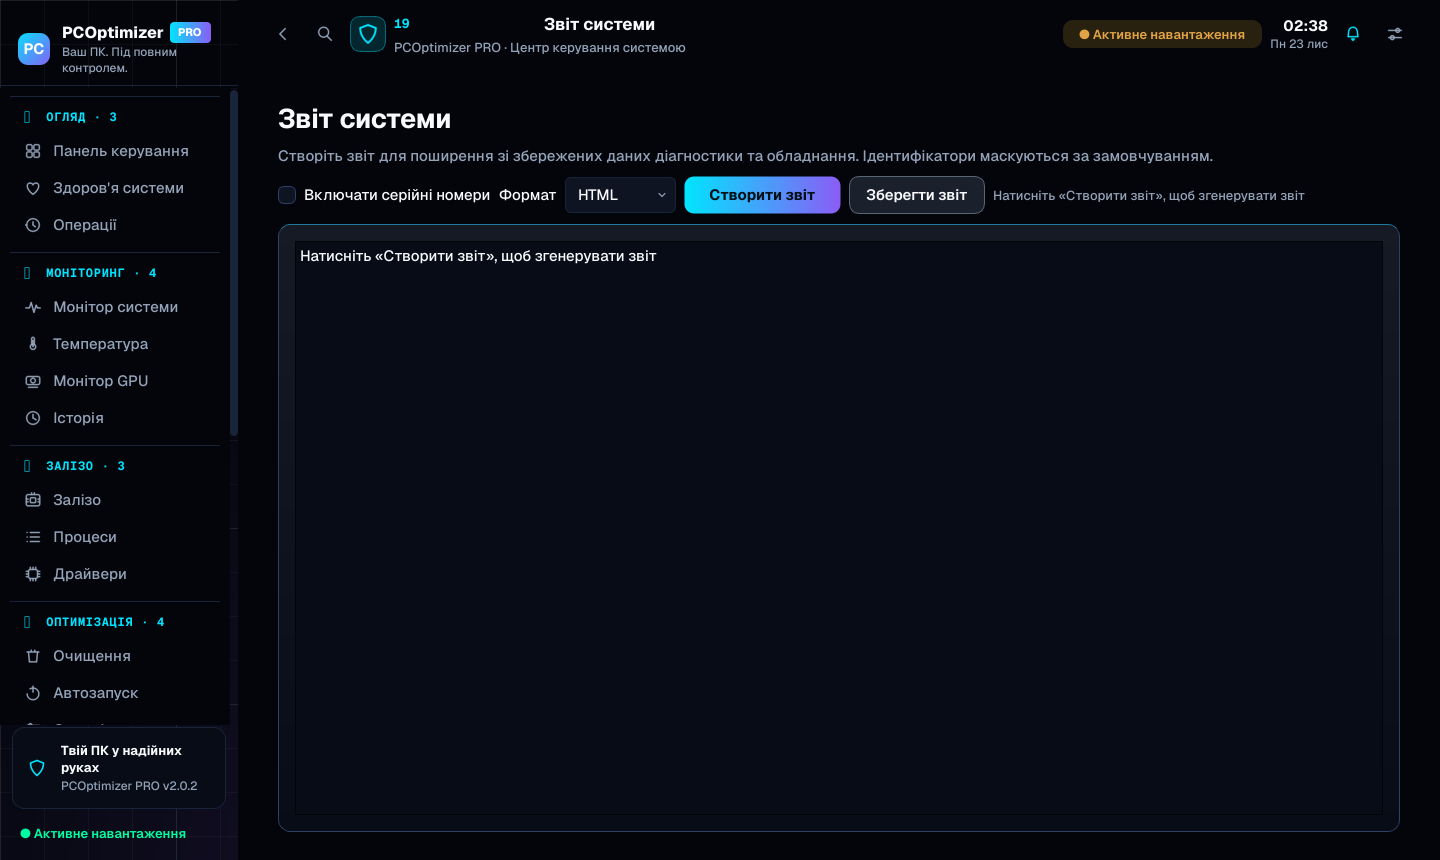 PC
PCOptimizer PRO
Ваш ПК. Під повним
контролем.
ОГЛЯД · 3
Панель керування
Здоров'я системи
Операції
МОНІТОРИНГ · 4
Монітор системи
Температура
Монітор GPU
Історія
ЗАЛІЗО · 3
Залізо
Процеси
Драйвери
ОПТИМІЗАЦІЯ · 4
Очищення
Автозапуск
Твій ПК у надійних
руках
PCOptimizer PRO v2.0.2
Активне навантаження
19
Звіт системи
PCOptimizer PRO · Центр керування системою
Активне навантаження
02:38
Пн 23 лис
Звіт системи
Створіть звіт для поширення зі збережених даних діагностики та обладнання. Ідентифікатори маскуються за замовчуванням.
Включати серійні номери Формат HTML Створити звіт Зберегти звіт Натисніть «Створити звіт», щоб згенерувати звіт
Натисніть «Створити звіт», щоб згенерувати звіт